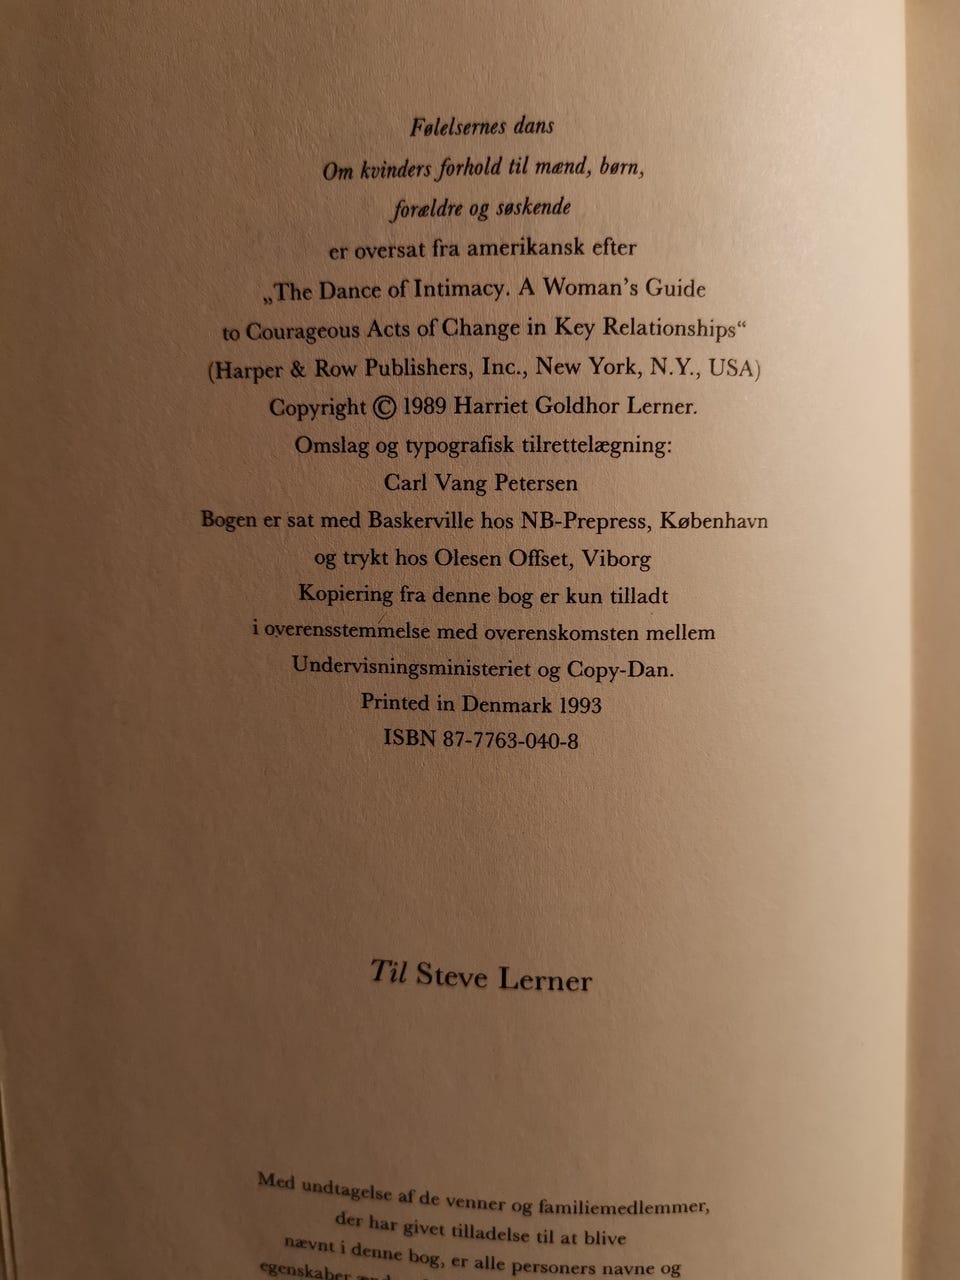 Følelsernes dans
Om kvinders forhold til mænd, børn,
forældre og søskende
er oversat fra amerikansk efter
„The Dance of Intimacy. A Woman's Guide
to Courageous Acts of Change in Key Relationships“
(Harper & Row Publishers, Inc., New York, N.Y., USA)
Copyright © 1989 Harriet Goldhor Lerner.
Omslag og typografisk tilrettelægning:
Carl Vang Petersen
Bogen er sat med Baskerville hos NB-Prepress, København
og trykt hos Olesen Offset, Viborg
Kopiering fra denne bog er kun tilladt
i overensstemmelse med overenskomsten mellem
Undervisningsministeriet og Copy-Dan.
Printed in Denmark 1993
ISBN 87-7763-040-8
Til Steve Lerner
Med undtagelse af de venner og familiemedlemmer,
der har givet tilladelse til at blive
nævnt i denne bog, er alle personers navne og
egenskaber